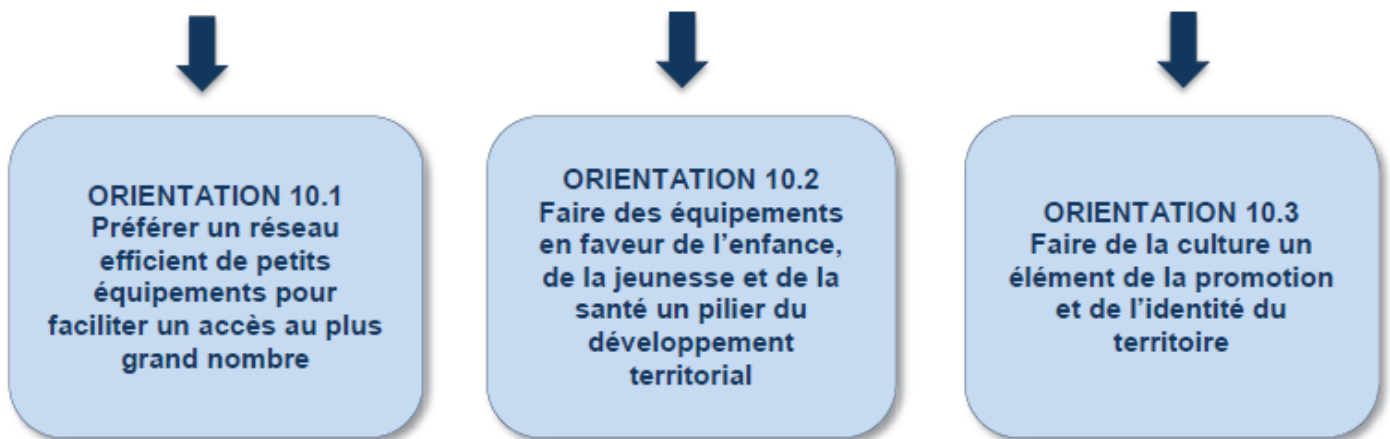 ORIENTATION 10.1
Préférer un réseau
efficient de petits
équipements pour
faciliter un accès au plus
grand nombre
ORIENTATION 10.2
Faire des équipements
en faveur de l’enfance,
de la jeunesse et de la
santé un pilier du
développement
territorial
ORIENTATION 10.3
Faire de la culture un
élément de la promotion
et de l’identité du
territoire